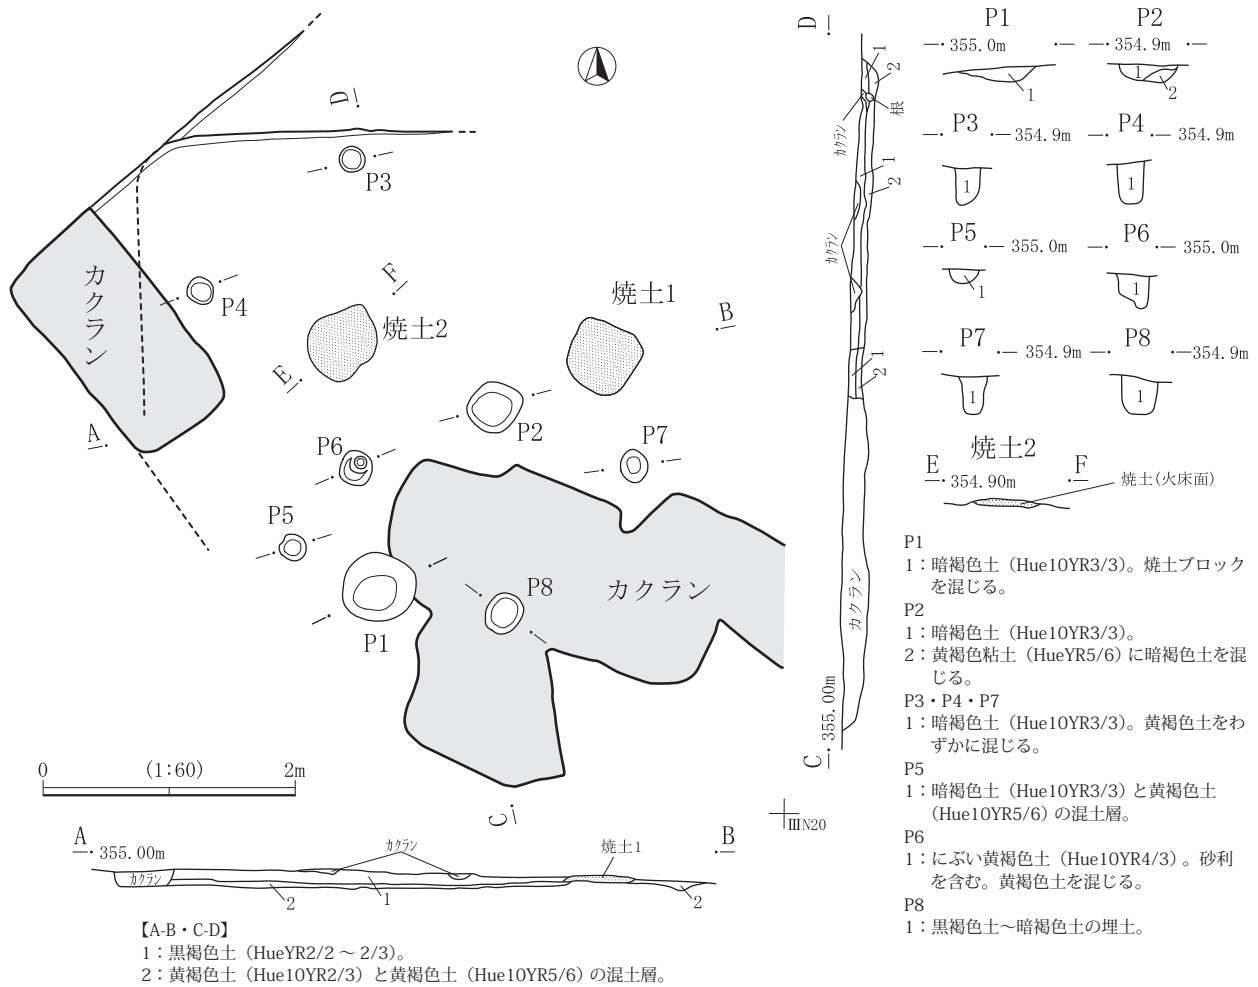 D
P3
カクラン
P4
F
焼土2
E
焼土1
B
A
P2
P6
P7
P5
P1
P8
カクラン
0
(1:60)
2m
C
ⅢN20
A
355.00m
カクラン
カクラン
焼土1
B
2
1
2
【A-B・C-D】
1：黒褐色土（HueYR2/2 ～ 2/3）。
2：黄褐色土（Hue10YR2/3）と黄褐色土（Hue10YR5/6）の混土層。
D
1
2
根
カクラン
1
2
カクラン
1
2
カクラン
C
355.00m
P1
355.0m
1
P2
354.9m
1
2
P3
354.9m
1
P4
354.9m
1
P5
355.0m
1
P6
355.0m
1
P7
354.9m
1
P8
354.9m
1
焼土2
E
354.90m
F
焼土(火床面)
P1
1：暗褐色土（Hue10YR3/3）。焼土ブロック
を混じる。
P2
1：暗褐色土（Hue10YR3/3）。
2：黄褐色粘土（HueYR5/6）に暗褐色土を混
じる。
P3・P4・P7
1：暗褐色土（Hue10YR3/3）。黄褐色土をわ
ずかに混じる。
P5
1：暗褐色土（Hue10YR3/3）と黄褐色土
（Hue10YR5/6）の混土層。
P6
1：にぶい黄褐色土（Hue10YR4/3）。砂利
を含む。黄褐色土を混じる。
P8
1：黒褐色土～暗褐色土の埋土。